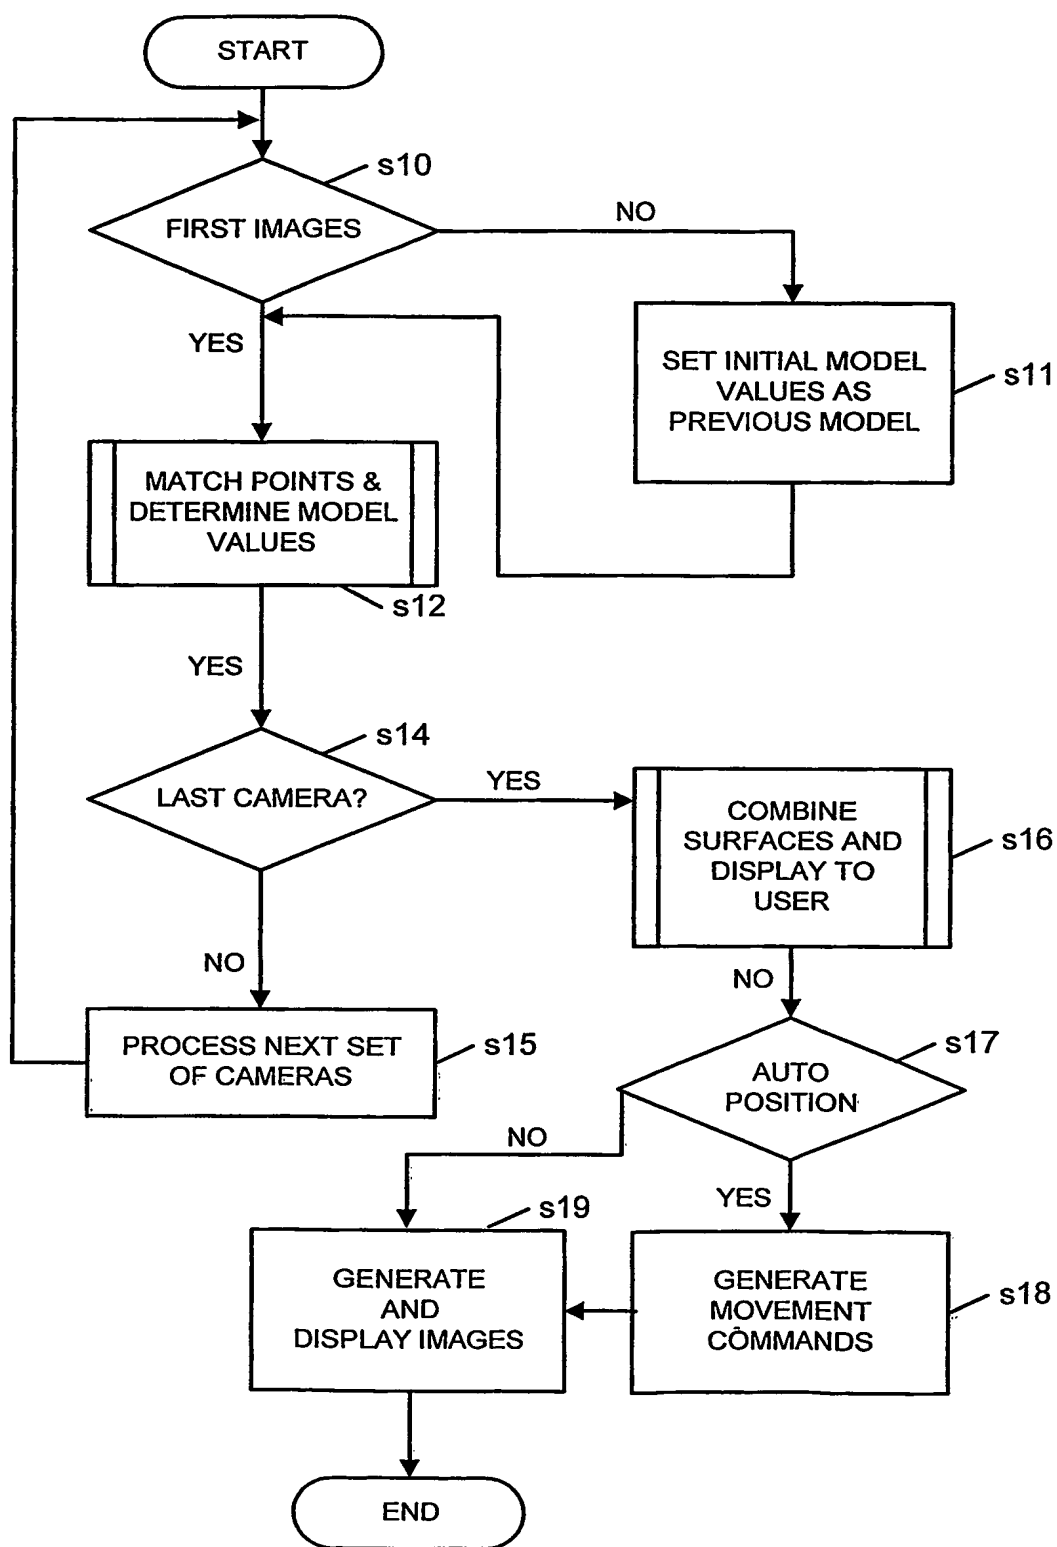 START
s10
FIRST IMAGES
NO
YES
SET INITIAL MODEL
VALUES AS
PREVIOUS MODEL
s11
MATCH POINTS &
DETERMINE MODEL
VALUES
s12
YES
s14
LAST CAMERA?
YES
COMBINE
SURFACES AND
DISPLAY TO
USER
s16
NO
NO
PROCESS NEXT SET
OF CAMERAS
s15
s17
AUTO
POSITION
NO
YES
s19
GENERATE
AND
DISPLAY IMAGES
GENERATE
MOVEMENT
COMMANDS
s18
END